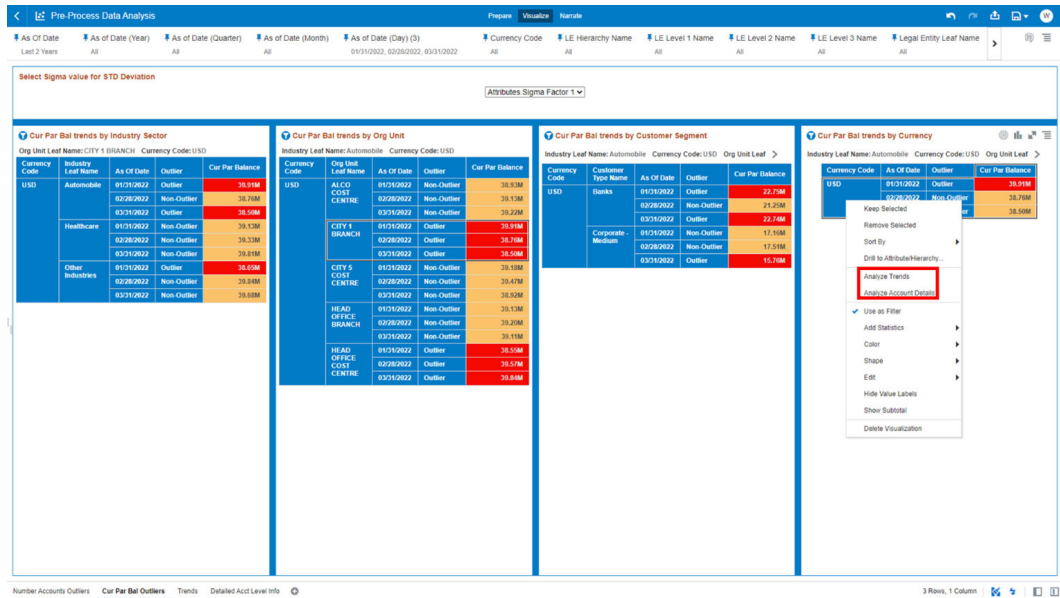 Pre-Process Data Analysis
Prepare Visualize Narrate
W
As Of Date As of Date (Year) As of Date (Quarter) As of Date (Month) As of Date (Day) (3) Currency Code LE Hierarchy Name LE Level 1 Name LE Level 2 Name LE Level 3 Name Legal Entity Leaf Name
Last 2 Years All All All 01/31/2022, 02/28/2022, 03/31/2022 All All All All All All
Select Sigma value for STD Deviation
Attributes.Sigma Factor 1
Cur Par Bal trends by Industry Sector
Org Unit Leaf Name: CITY 1 BRANCH Currency Code: USD
Currency Code Industry Leaf Name As Of Date Outlier Cur Par Balance
USD Automobile 01/31/2022 Outlier 39.91M
02/28/2022 Non-Outlier 38.76M
03/31/2022 Outlier 38.50M
Healthcare 01/31/2022 Non-Outlier 39.13M
02/28/2022 Non-Outlier 39.33M
03/31/2022 Non-Outlier 39.81M
Other Industries 01/31/2022 Outlier 38.65M
02/28/2022 Non-Outlier 39.84M
03/31/2022 Non-Outlier 39.88M
Cur Par Bal trends by Org Unit
Industry Leaf Name: Automobile Currency Code: USD
Currency Code Org Unit Leaf Name As Of Date Outlier Cur Par Balance
USD ALCO COST CENTRE 01/31/2022 Non-Outlier 38.93M
02/28/2022 Non-Outlier 39.13M
03/31/2022 Non-Outlier 39.22M
CITY 1 BRANCH 01/31/2022 Outlier 39.91M
02/28/2022 Outlier 38.76M
03/31/2022 Outlier 38.50M
CITY 5 COST CENTRE 01/31/2022 Non-Outlier 39.18M
02/28/2022 Non-Outlier 39.47M
03/31/2022 Non-Outlier 38.92M
HEAD OFFICE BRANCH 01/31/2022 Non-Outlier 39.13M
02/28/2022 Non-Outlier 39.20M
03/31/2022 Non-Outlier 39.11M
HEAD OFFICE COST CENTRE 01/31/2022 Outlier 38.55M
02/28/2022 Outlier 39.57M
03/31/2022 Outlier 39.84M
Cur Par Bal trends by Customer Segment
Industry Leaf Name: Automobile Currency Code: USD Org Unit Leaf
Currency Code Customer Type Name As Of Date Outlier Cur Par Balance
USD Banks 01/31/2022 Outlier 22.75M
02/28/2022 Non-Outlier 21.25M
03/31/2022 Outlier 22.74M
Corporate - Medium 01/31/2022 Non-Outlier 17.16M
02/28/2022 Non-Outlier 17.51M
03/31/2022 Outlier 15.76M
Cur Par Bal trends by Currency
Industry Leaf Name: Automobile Currency Code: USD Org Unit Leaf
Currency Code As Of Date Outlier Cur Par Balance
USD 01/31/2022 Outlier 39.91M
02/28/2022 Non-Outlier 38.76M
38.50M
Keep Selected
Remove Selected
Sort By
Drill to Attribute/Hierarchy...
Analyze Trends
Analyze Account Details
Use as Filter
Add Statistics
Color
Shape
Edit
Hide Value Labels
Show Subtotal
Delete Visualization
Number Accounts Outliers Cur Par Bal Outliers Trends Detailed Acct Level Info
3 Rows, 1 Column